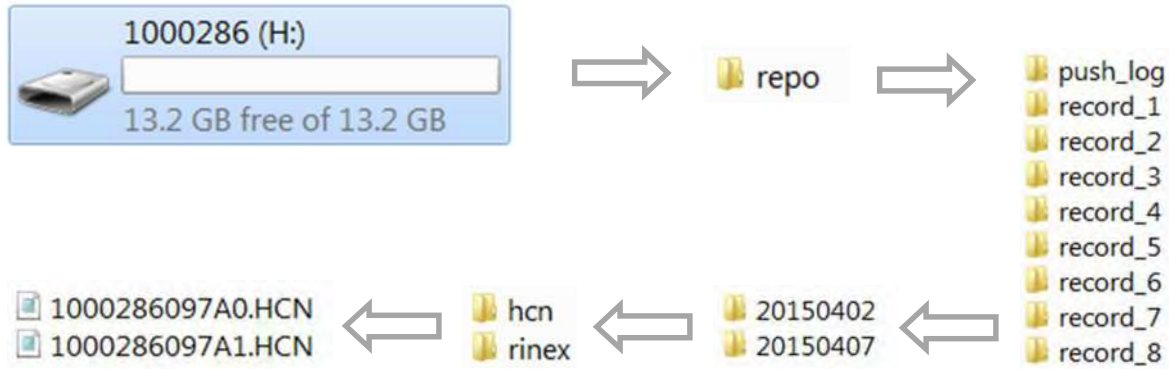 1000286 (H:)
13.2 GB free of 13.2 GB
repo
push_log
record_1
record_2
record_3
record_4
record_5
record_6
record_7
record_8
20150402
20150407
hcn
rinex
1000286097A0.HCN
1000286097A1.HCN